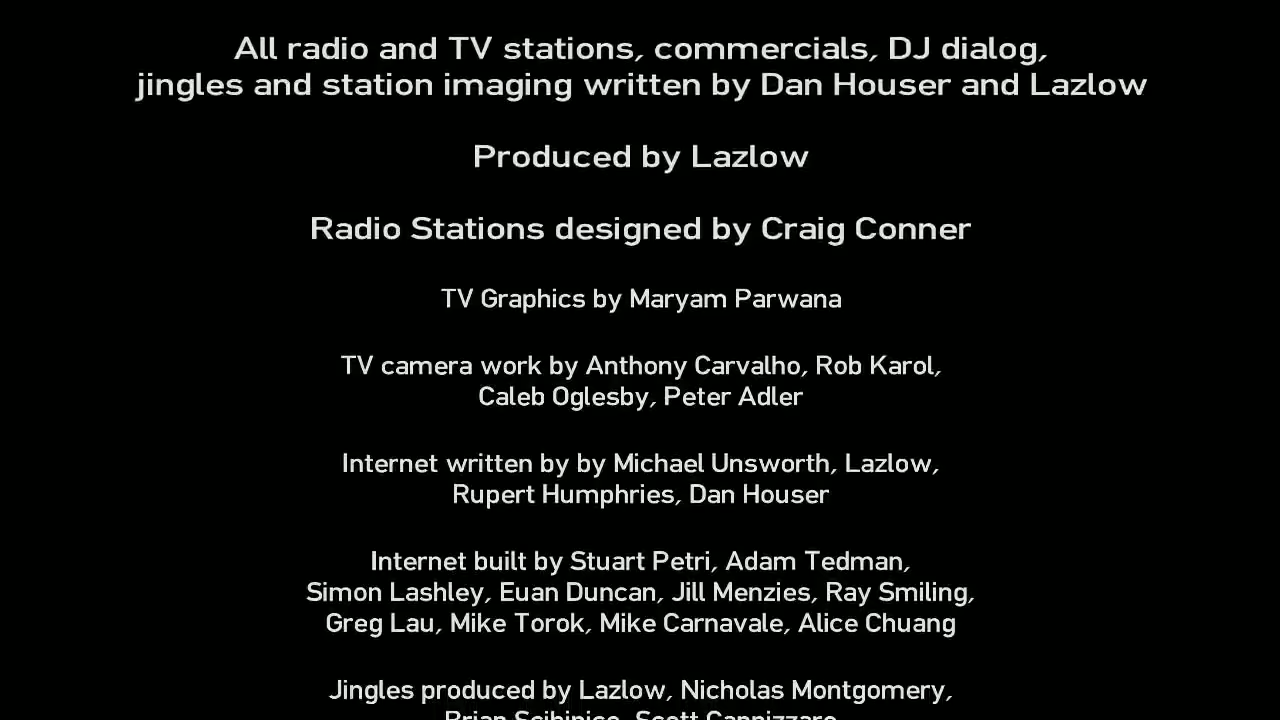 All radio and TV stations, commercials, DJ dialog,
jingles and station imaging written by Dan Houser and Lazlow
Produced by Lazlow
Radio Stations designed by Craig Conner
TV Graphics by Maryam Parwana
TV camera work by Anthony Carvalho, Rob Karol,
Caleb Oglesby, Peter Adler
Internet written by by Michael Unsworth, Lazlow,
Rupert Humphries, Dan Houser
Internet built by Stuart Petri, Adam Tedman,
Simon Lashley, Euan Duncan, Jill Menzies, Ray Smiling,
Greg Lau, Mike Torok, Mike Carnavale, Alice Chuang
Jingles produced by Lazlow, Nicholas Montgomery,
Brian Scibinico, Scott Cannizzaro